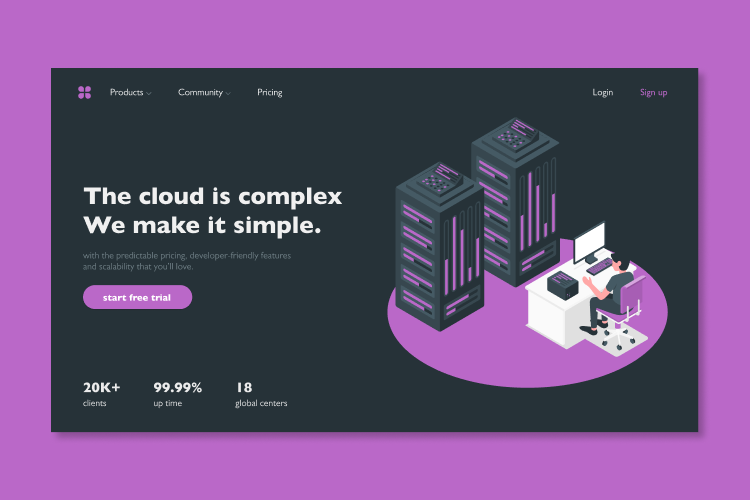 Products
Community
Pricing
Login
Sign up
The cloud is complex
We make it simple.
with the predictable pricing, developer-friendly features
and scalability that you'll love.
start free trial
20K+
clients
99.99%
up time
18
global centers